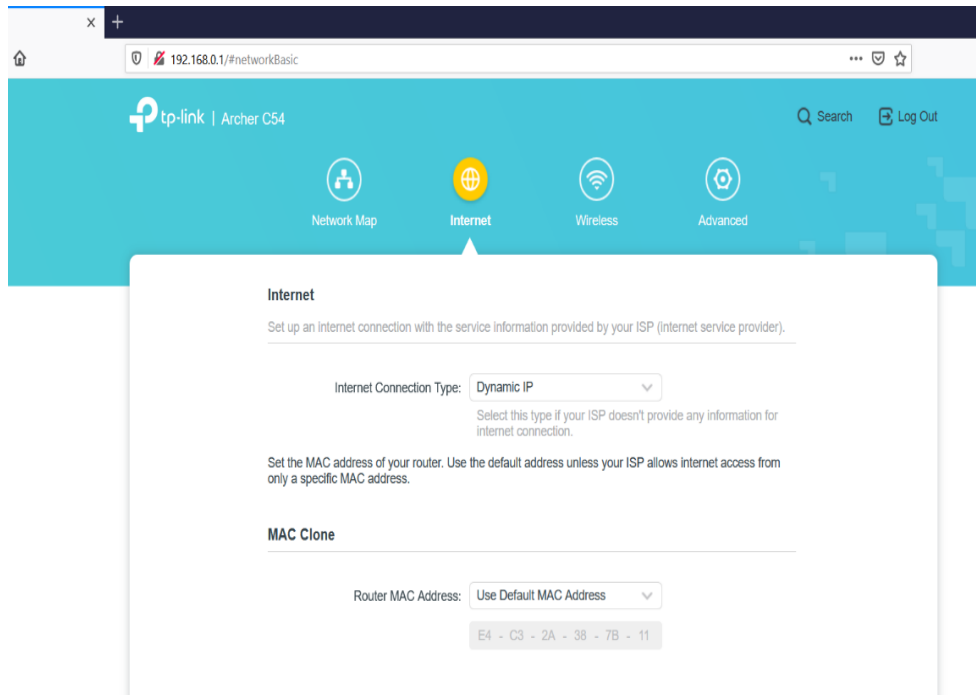 192.168.0.1/#networkBasic
tp-link | Archer C54
Search
Log Out
Network Map
Internet
Wireless
Advanced
Internet
Set up an internet connection with the service information provided by your ISP (internet service provider).
Internet Connection Type: Dynamic IP
Select this type if your ISP doesn't provide any information for
internet connection.
Set the MAC address of your router. Use the default address unless your ISP allows internet access from
only a specific MAC address.
MAC Clone
Router MAC Address: Use Default MAC Address
E4 - C3 - 2A - 38 - 7B - 11